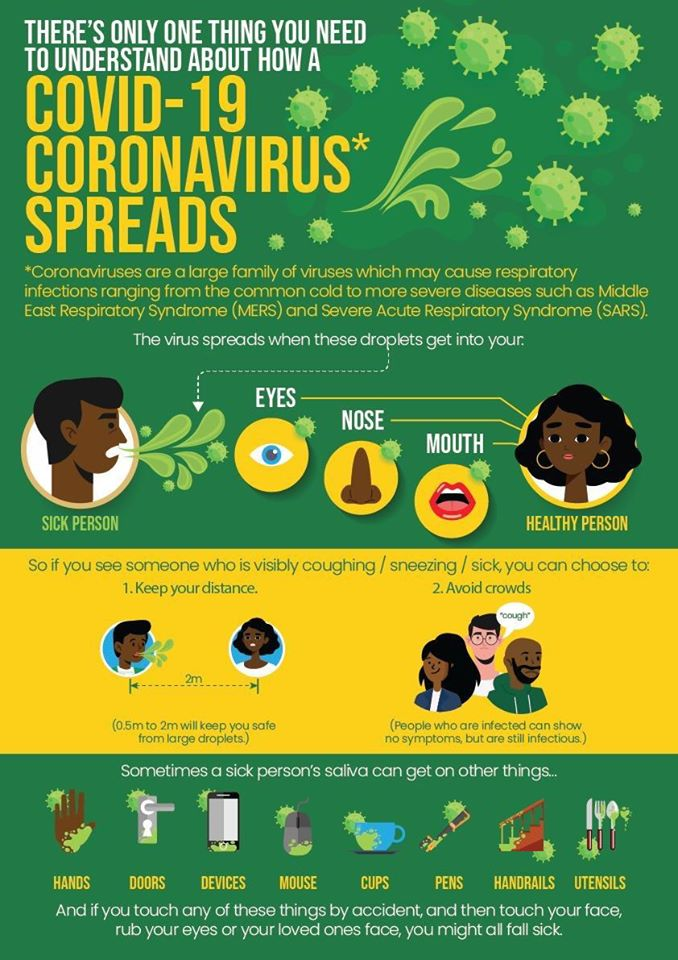 THERE'S ONLY ONE THING YOU NEED
TO UNDERSTAND ABOUT HOW A
COVID-19
CORONAVIRUS*
SPREADS
*Coronaviruses are a large family of viruses which may cause respiratory
infections ranging from the common cold to more severe diseases such as Middle
East Respiratory Syndrome (MERS) and Severe Acute Respiratory Syndrome (SARS).
The virus spreads when these droplets get into your:
EYES
NOSE
MOUTH
SICK PERSON
HEALTHY PERSON
So if you see someone who is visibly coughing / sneezing / sick, you can choose to:
1. Keep your distance.
2m
(0.5m to 2m will keep you safe
from large droplets.)
2. Avoid crowds
"cough"
(People who are infected can show
no symptoms, but are still infectious.)
Sometimes a sick person's saliva can get on other things...
HANDS
DOORS
DEVICES
MOUSE
CUPS
PENS
HANDRAILS
UTENSILS
And if you touch any of these things by accident, and then touch your face,
rub your eyes or your loved ones face, you might all fall sick.